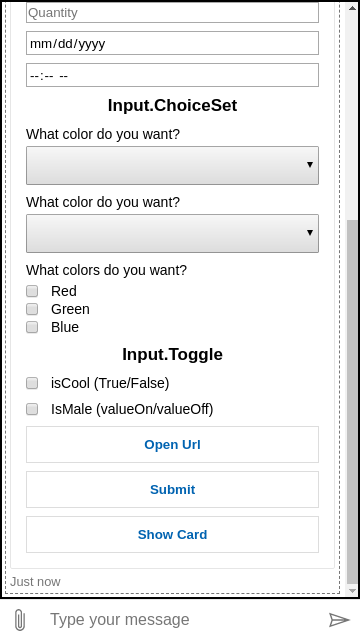 Quantity
mm/dd/yyyy
--:-- --
Input.ChoiceSet
What color do you want?
What color do you want?
What colors do you want?
Red
Green
Blue
Input.Toggle
isCool (True/False)
IsMale (valueOn/valueOff)
Open Url
Submit
Show Card
Just now
Type your message